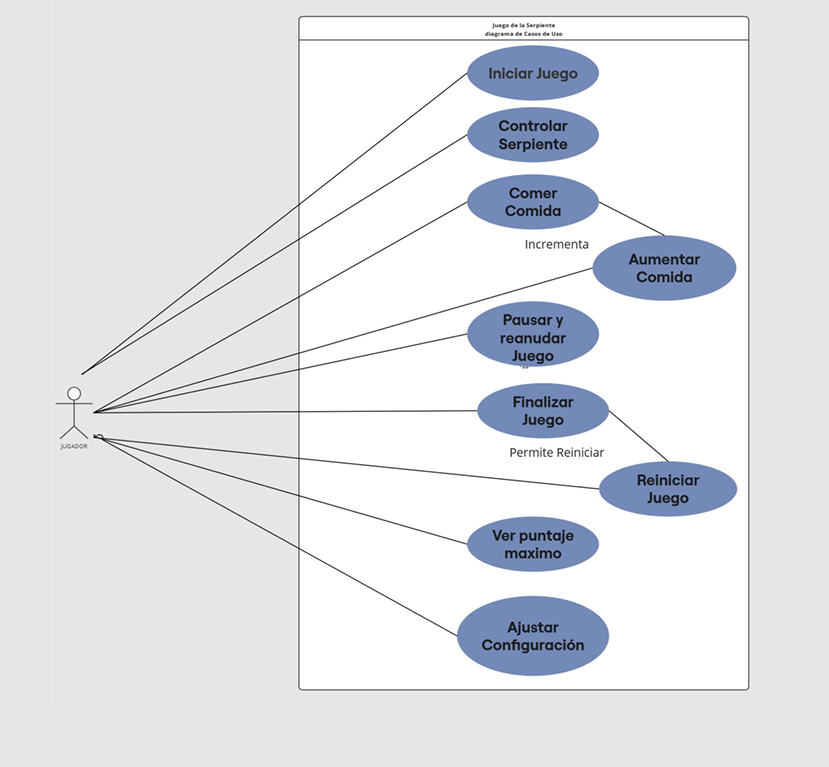 Juego de la Serpiente
diagrama de Casos de Uso
Iniciar Juego
Controlar
Serpiente
Comer
Comida
Incrementa
Aumentar
Comida
Pausar y
reanudar
Juego
Finalizar
Juego
Permite Reiniciar
Reiniciar
Juego
JUGADOR
Ver puntaje
maximo
Ajustar
Configuración